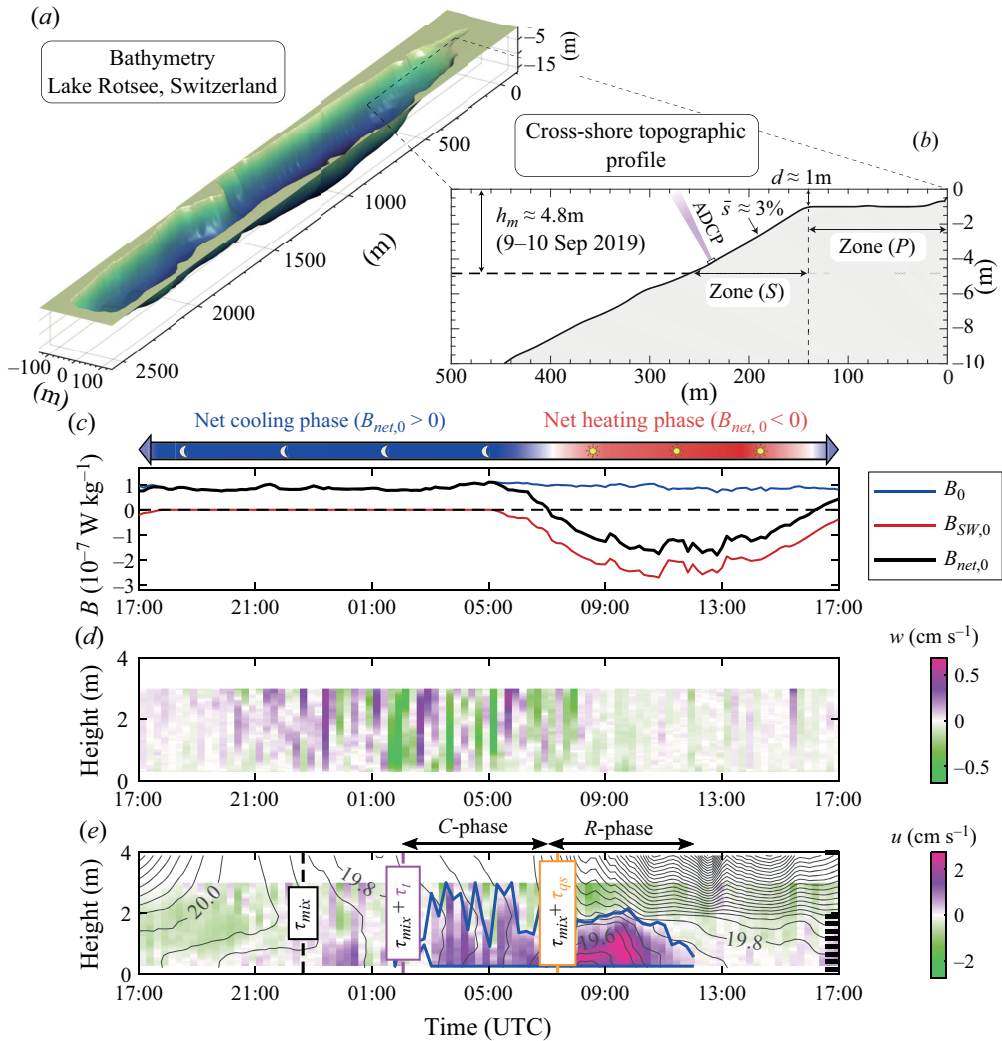 (a)
Bathymetry
Lake Rotsee, Switzerland
–5
–15
(m)
0
500
1000
1500
2000
2500
(m)
–100 0 100
(m)
Cross-shore topographic
profile
(b)
d ≈ 1m
h_m ≈ 4.8m
(9–10 Sep 2019)
ADCP
s̄ ≈ 3%
Zone (P)
Zone (S)
0
–2
–4
–6
–8
–10
(m)
500 400 300 200 100 0
(m)
(c)
Net cooling phase (B_net,0 > 0)
Net heating phase (B_net,0 < 0)
B (10⁻⁷ W kg⁻¹)
1
0
–1
–2
–3
17:00 21:00 01:00 05:00 09:00 13:00 17:00
B_0
B_SW,0
B_net,0
(d)
Height (m)
4
2
0
17:00 21:00 01:00 05:00 09:00 13:00 17:00
w (cm s⁻¹)
0.5
0
–0.5
(e)
C-phase
R-phase
Height (m)
4
2
0
20.0
τ_mix
19.8
τ_mix + τ_t
τ_mix + τ_qs
19.6
19.8
17:00 21:00 01:00 05:00 09:00 13:00 17:00
Time (UTC)
u (cm s⁻¹)
2
0
–2